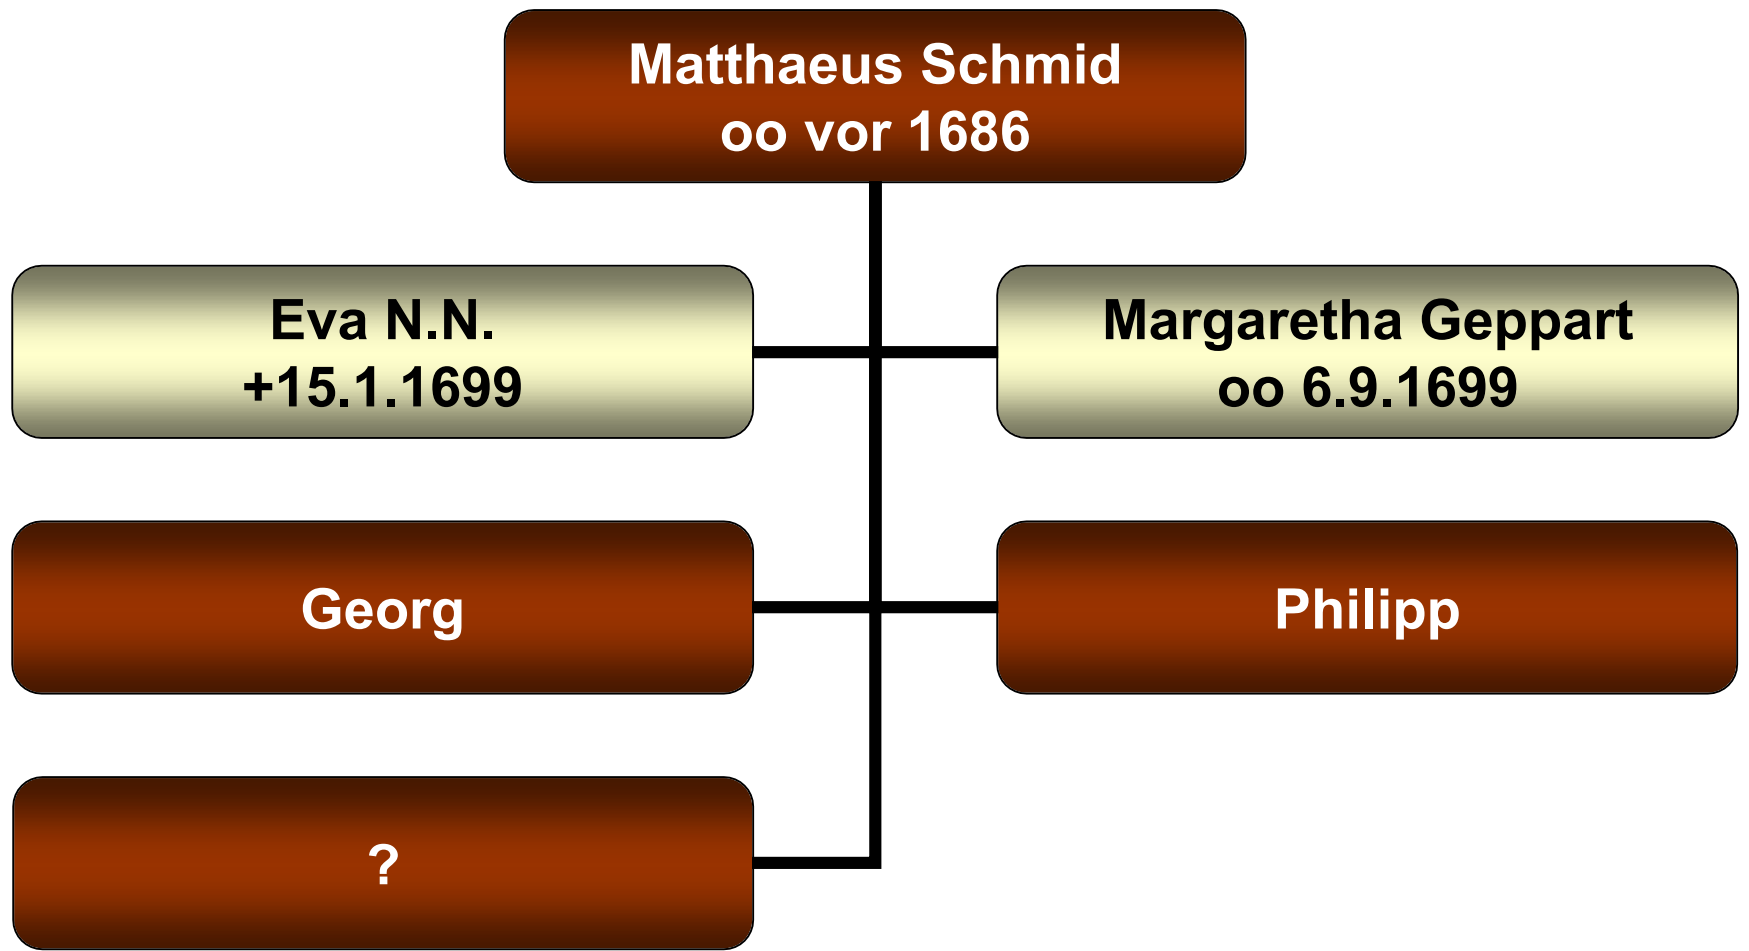 Matthaeus Schmid
oo vor 1686
Eva N.N.
+15.1.1699
Margaretha Geppart
oo 6.9.1699
Georg
Philipp
?